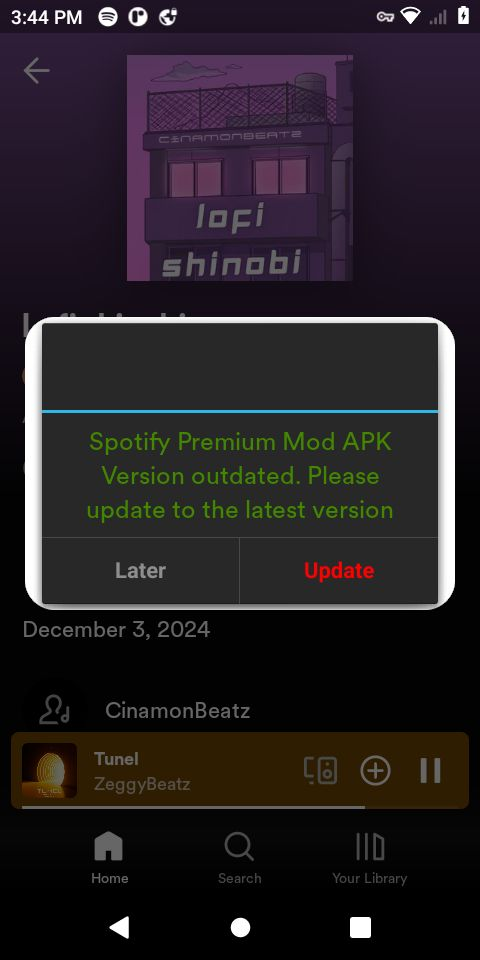 3:44 PM
CINAMONBEATZ
lofi
shinobi
Spotify Premium Mod APK
Version outdated. Please
update to the latest version
Later
Update
December 3, 2024
CinamonBeatz
Tunel
ZeggyBeatz
Home
Search
Your Library